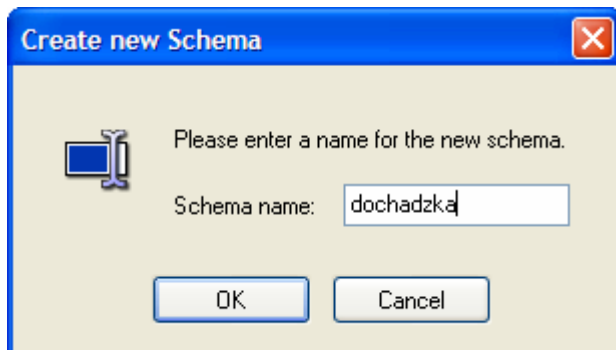 Create new Schema
Please enter a name for the new schema.
Schema name: dochadzka
OK Cancel